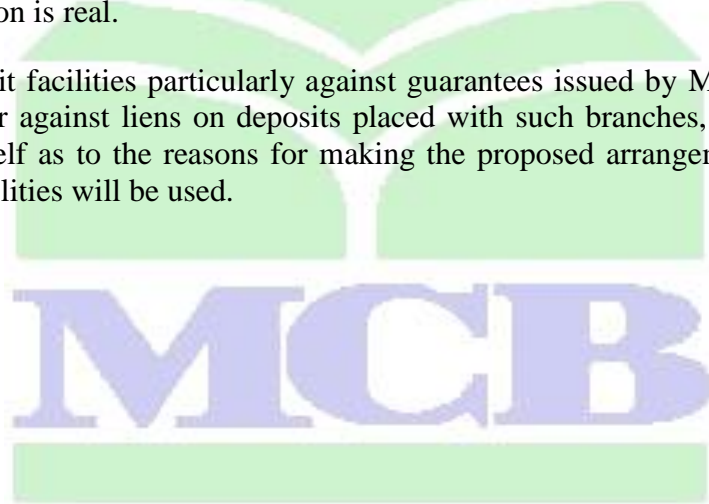 on is real.
it facilities particularly against guarantees issued by M
r against liens on deposits placed with such branches,
elf as to the reasons for making the proposed arrangem
lities will be used.
MCB